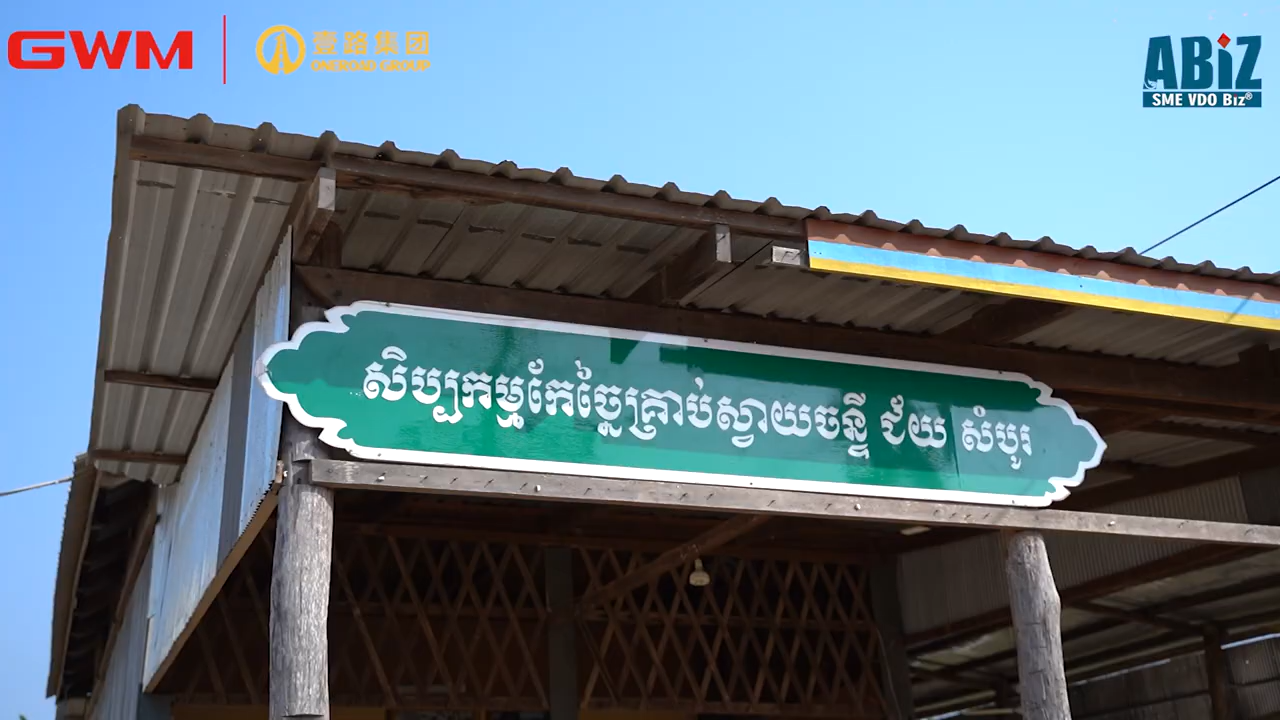 GWM
壹路集团
ONEROAD GROUP
ABiZ
SME VDO Biz®
សិប្បកម្មកែច្នៃគ្រាប់ស្វាយចន្ទី ជ័យ សំបូរ